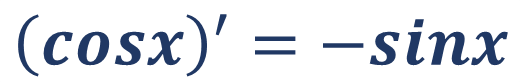 (cosx)′ = −sinx